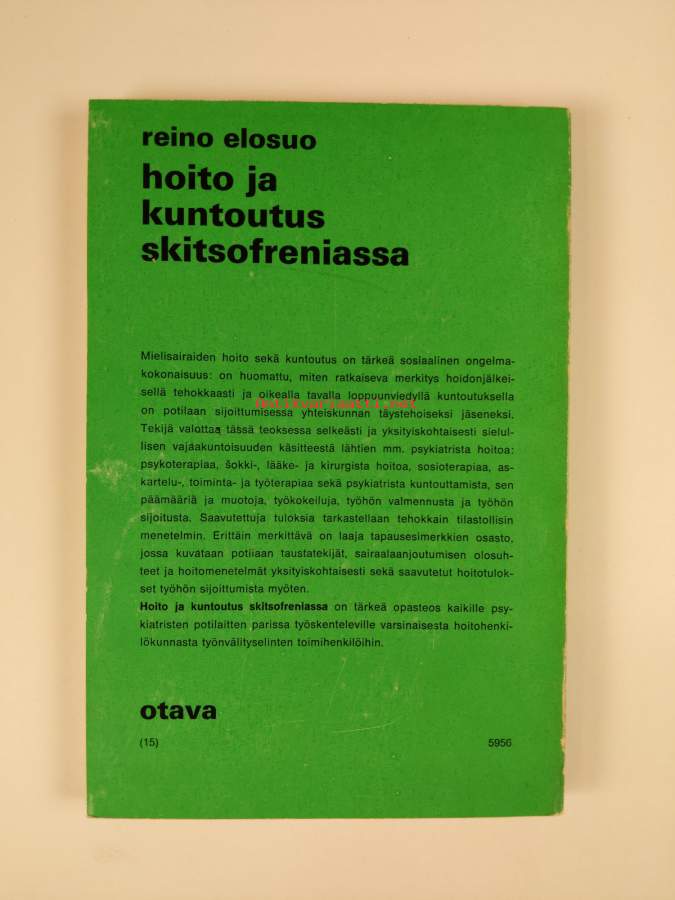 reino elosuo
hoito ja
kuntoutus
skitsofreniassa
Mielisairaiden hoito sekä kuntoutus on tärkeä sosiaalinen ongelma-
kokonaisuus: on huomattu, miten ratkaiseva merkitys hoidonjälkei-
sellä tehokkaasti ja oikealla tavalla loppuunviedyllä kuntoutuksella
antikvariaatti.net
on potilaan sijoittumisessa yhteiskunnan täystehoiseksi jäseneksi.
Tekijä valottaa tässä teoksessa selkeästi ja yksityiskohtaisesti sielul-
lisen vajaakuntoisuuden käsitteestä lähtien mm. psykiatrista hoitoa:
psykoterapiaa, šokki-, lääke- ja kirurgista hoitoa, sosioterapiaa, as-
kartelu-, toiminta- ja työterapiaa sekä psykiatrista kuntouttamista, sen
päämääriä ja muotoja, työkokeiluja, työhön valmennusta ja työhön
sijoitusta. Saavutettuja tuloksia tarkastellaan tehokkain tilastollisin
menetelmin. Erittäin merkittävä on laaja tapausesimerkkien osasto,
jossa kuvataan potilaan taustatekijät, sairaalaanjoutumisen olosuh-
teet ja hoitomenetelmät yksityiskohtaisesti sekä saavutetut hoitotulok-
set työhön sijoittumista myöten.
Hoito ja kuntoutus skitsofreniassa on tärkeä opasteos kaikille psy-
kiatristen potilaitten parissa työskenteleville varsinaisesta hoitohenki-
lökunnasta työnvälityselinten toimihenkilöihin.
otava
(15) 5956